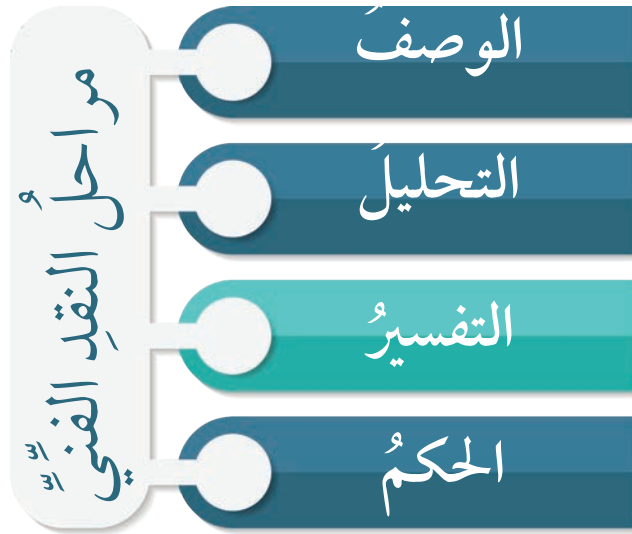 مراحلُ النقدِ الفنيِّ
الوصفُ
التحليلُ
التفسيرُ
الحكمُ